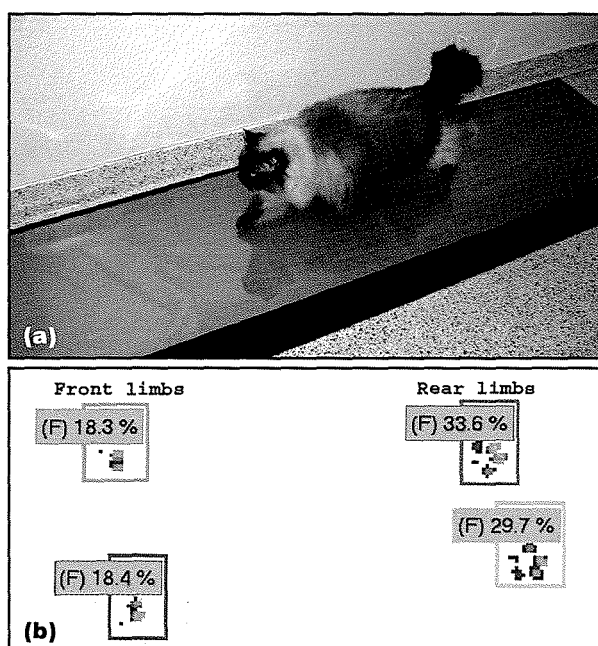 (a)
Front limbs Rear limbs
(F) 18.3 % (F) 33.6 %
(F) 29.7 %
(F) 18.4 %
(b)